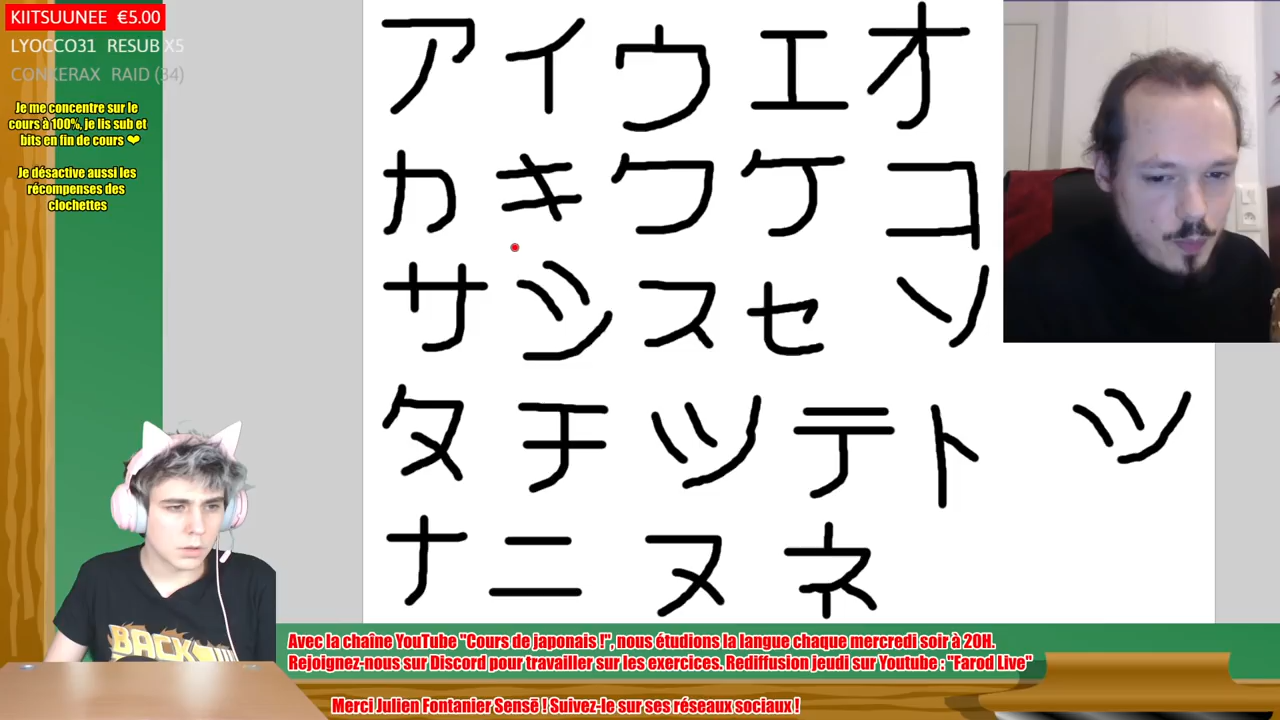 KIITSUUNEE €5.00
LYOCCO31 RESUB X5
CONKERAX RAID (34)
Je me concentre sur le
cours à 100%, je lis sub et
bits en fin de cours ❤
Je désactive aussi les
récompenses des
clochettes
ア イ ウ エ オ
カ キ ク ケ コ
サ シ ス セ ソ
タ チ ツ テ ト ツ
ナ ニ ヌ ネ
BACK
Avec la chaîne YouTube "Cours de japonais !", nous étudions la langue chaque mercredi soir à 20H.
Rejoignez-nous sur Discord pour travailler sur les exercices. Rediffusion jeudi sur Youtube : "Farod Live"
Merci Julien Fontanier Sensē ! Suivez-le sur ses réseaux sociaux !